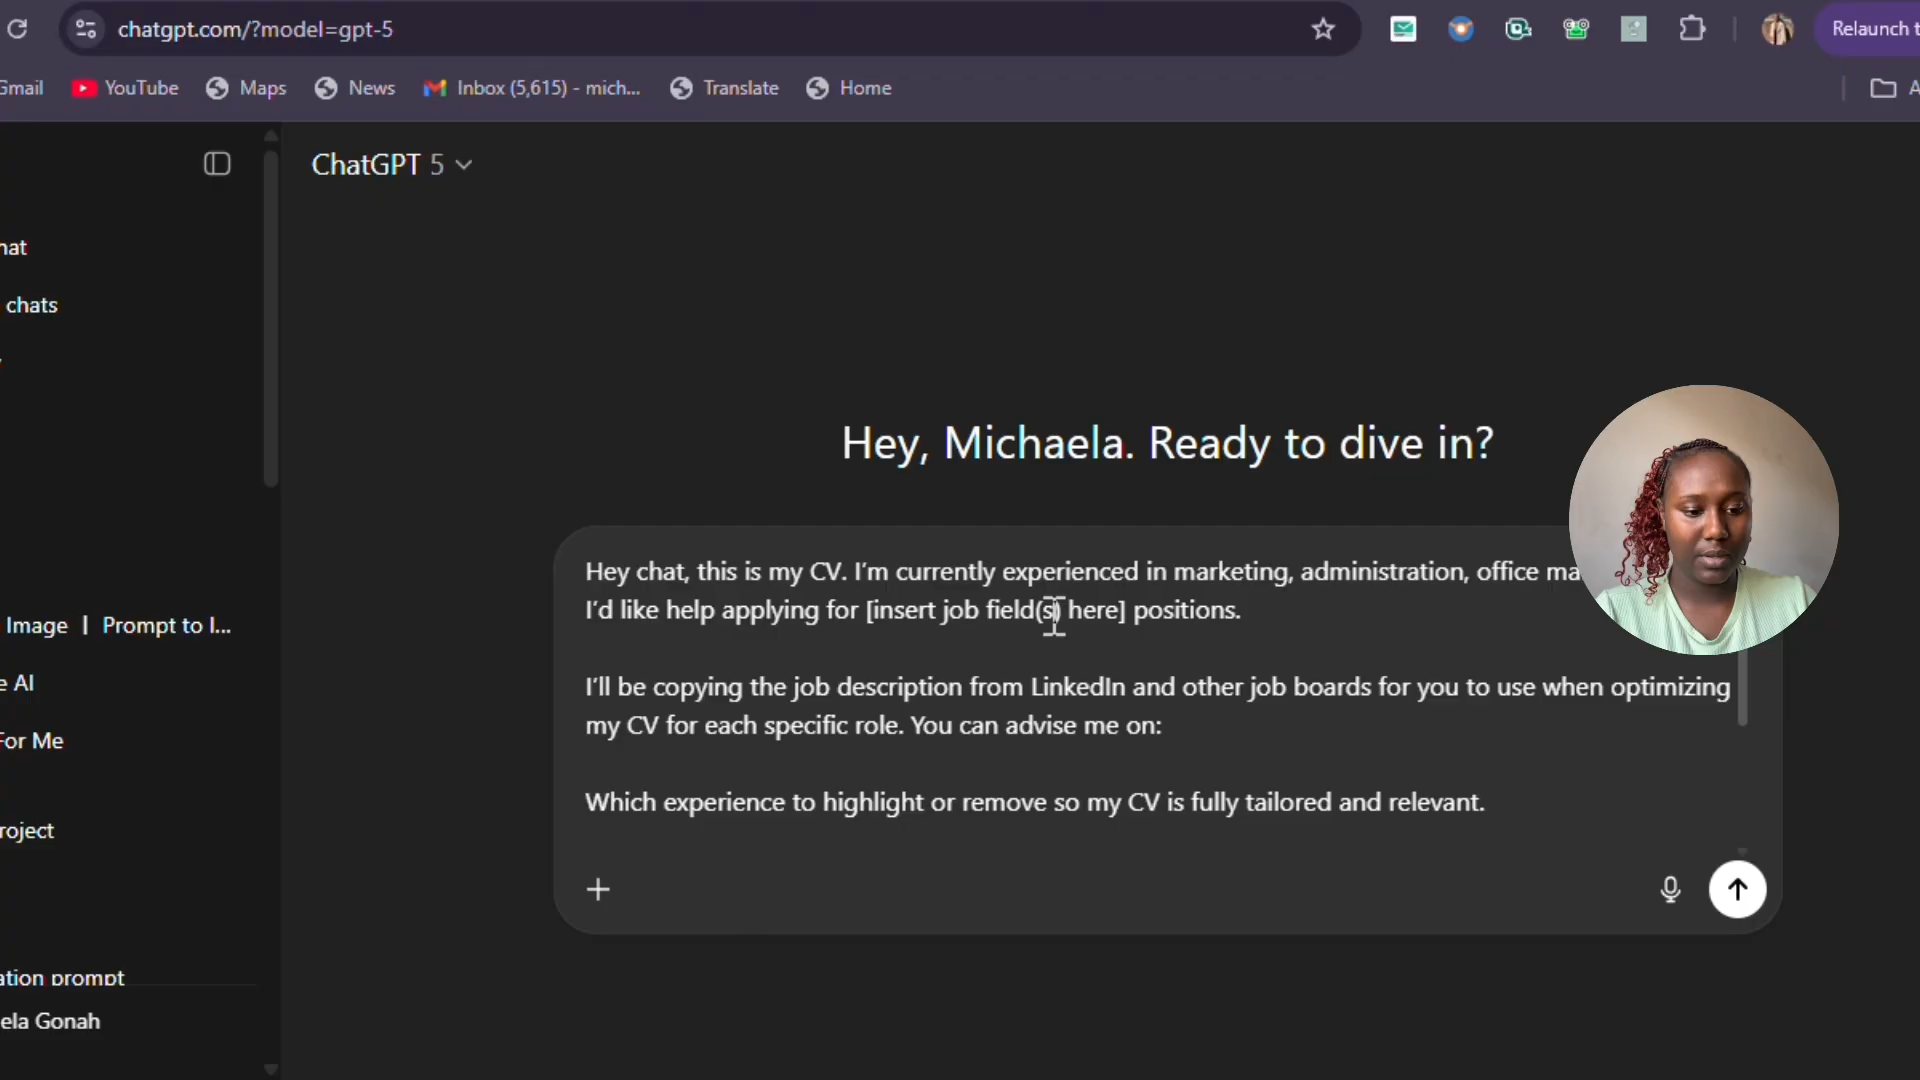 chatgpt.com/?model=gpt-5
Relaunch t
Gmail
YouTube
Maps
News
Inbox (5,615) - mich...
Translate
Home
ChatGPT 5
hat
chats
Hey, Michaela. Ready to dive in?
Hey chat, this is my CV. I'm currently experienced in marketing, administration, office ma
I'd like help applying for [insert job field(s) here] positions.
Image | Prompt to I...
e AI
I'll be copying the job description from LinkedIn and other job boards for you to use when optimizing
my CV for each specific role. You can advise me on:
For Me
Which experience to highlight or remove so my CV is fully tailored and relevant.
roject
ation prompt
ela Gonah